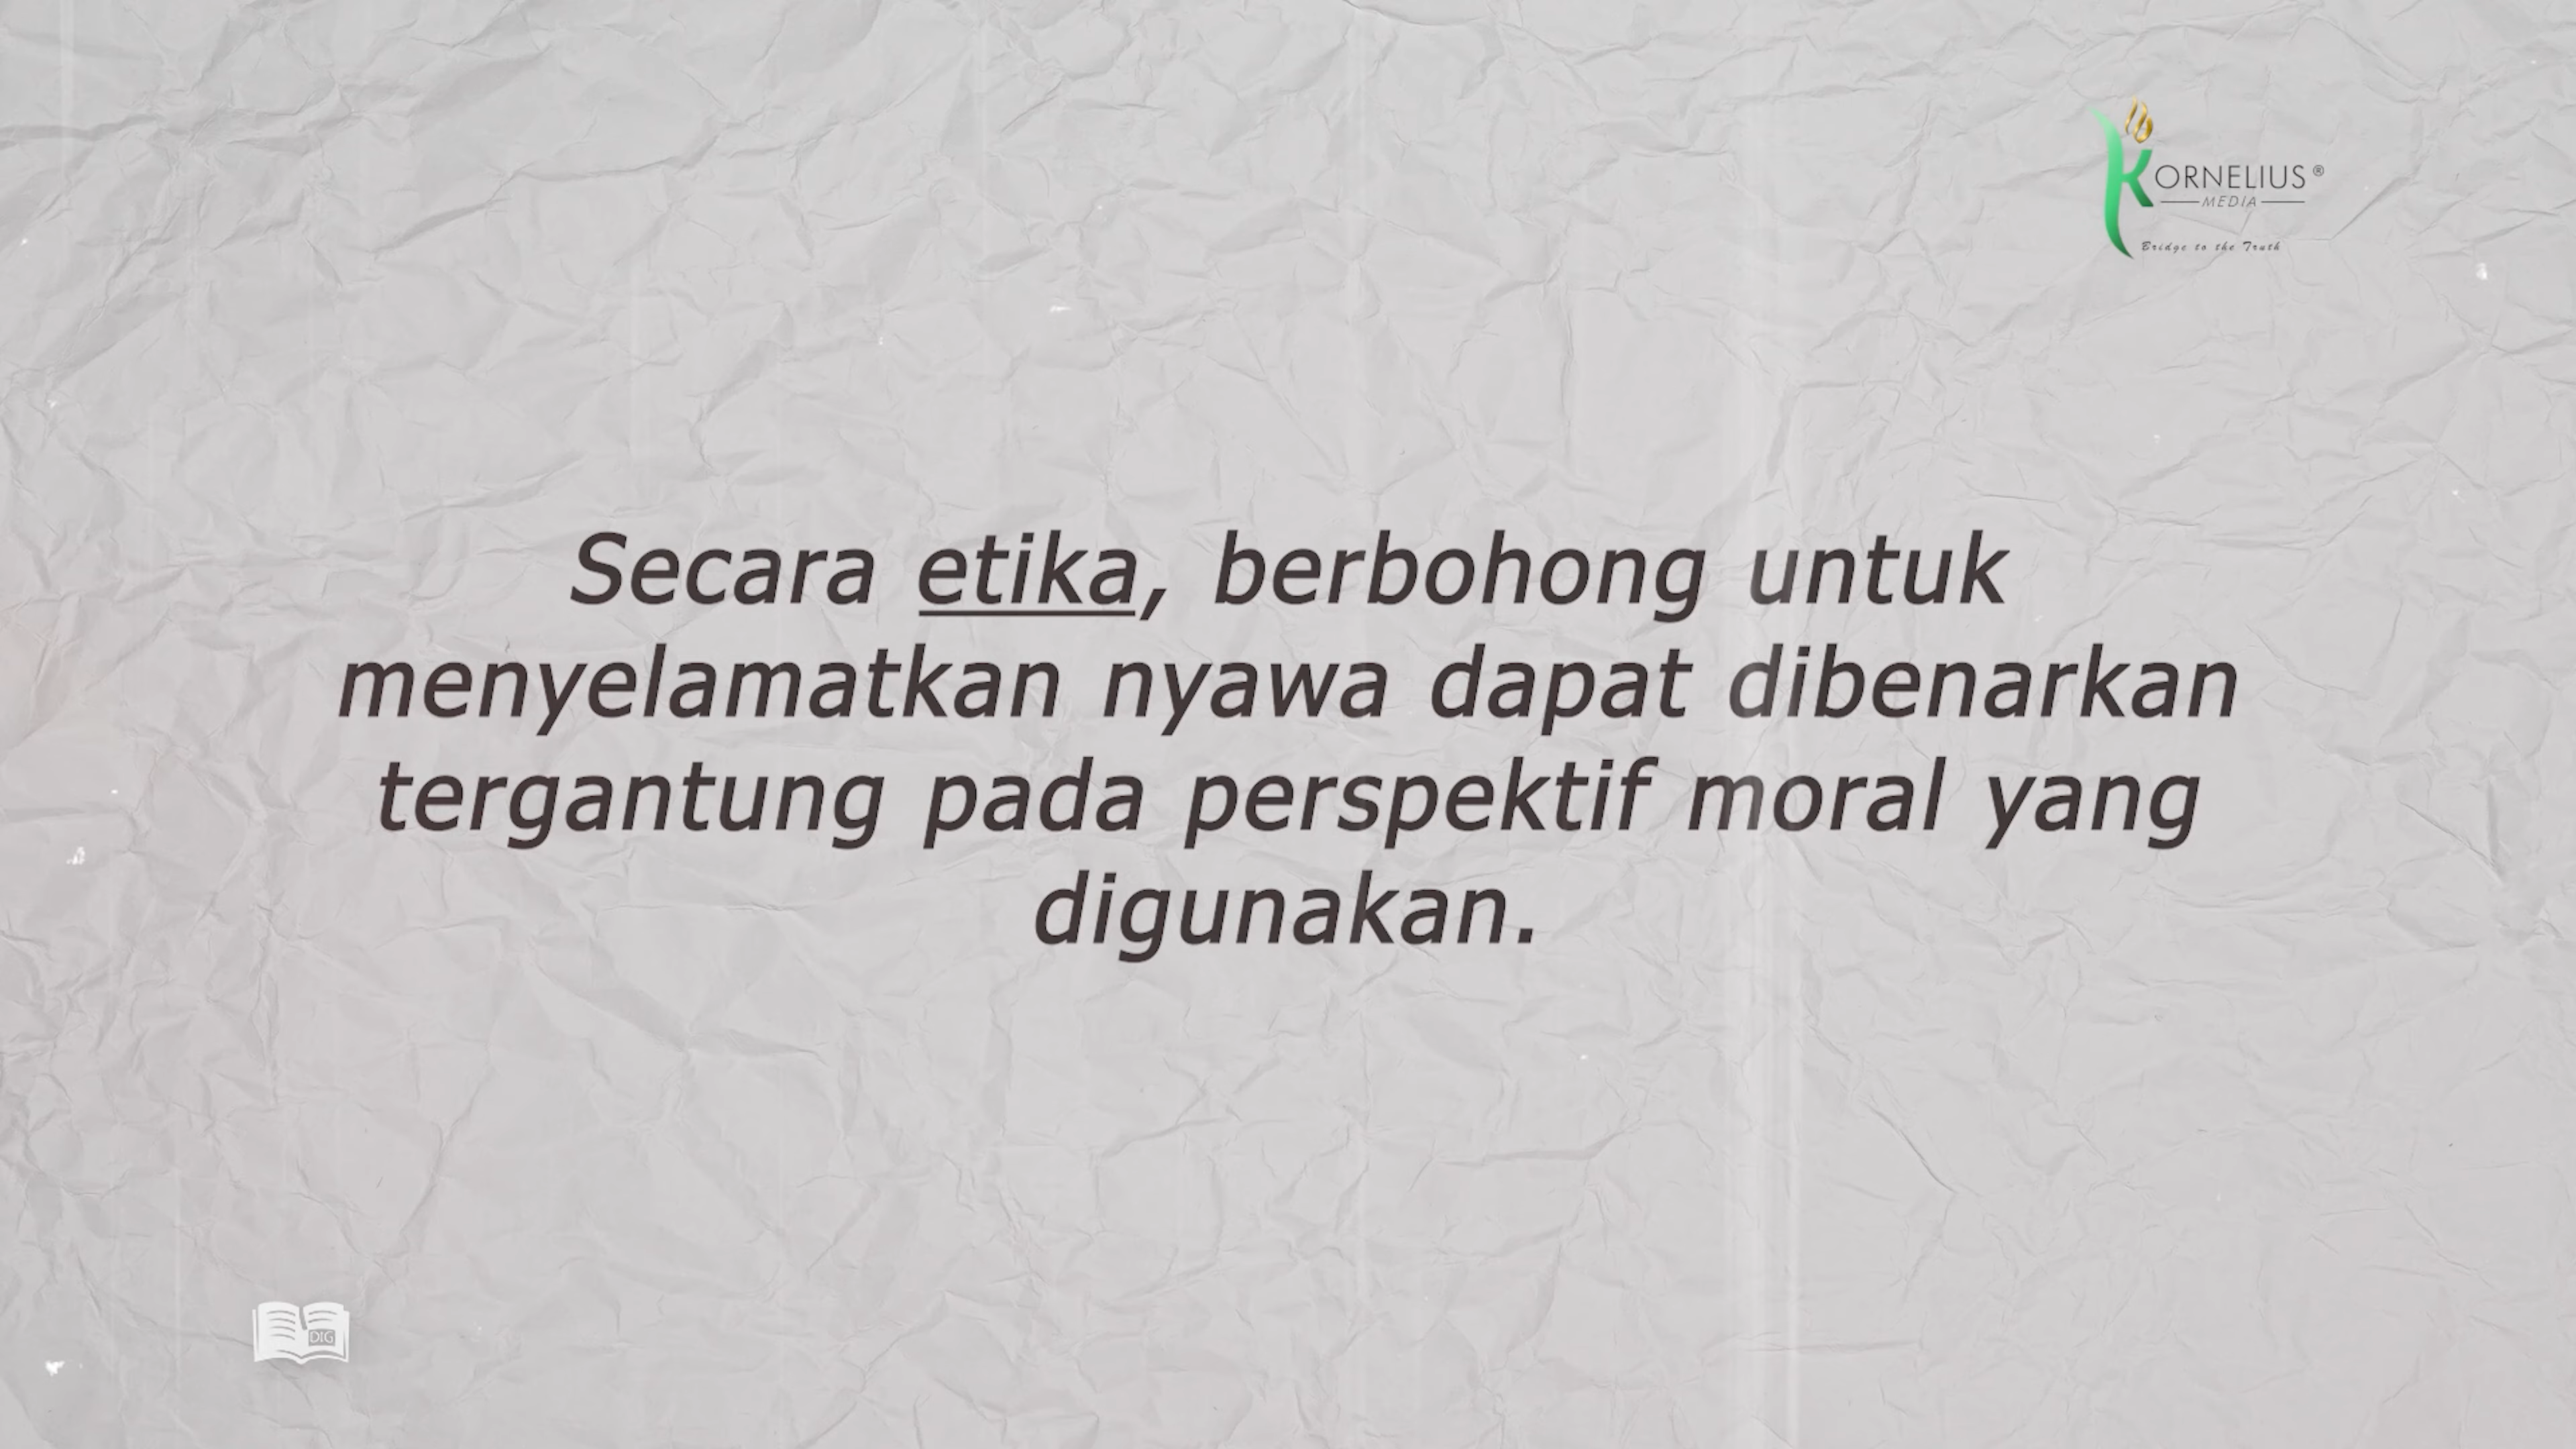 KORNELIUS ®
MEDIA
Bridge to the Truth
Secara etika, berbohong untuk
menyelamatkan nyawa dapat dibenarkan
tergantung pada perspektif moral yang
digunakan.
DIG